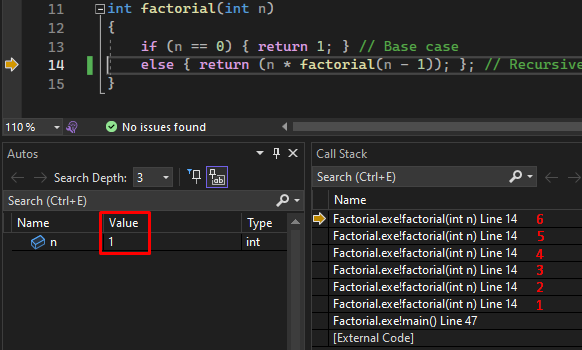 11 int factorial(int n)
12 {
13 if (n == 0) { return 1; } // Base case
14 else { return (n * factorial(n - 1)); }; // Recursive
15 }
110 % No issues found
Autos
Search Depth: 3
Search (Ctrl+E)
Name Value Type
n 1 int
Call Stack
Search (Ctrl+E)
Name
Factorial.exe!factorial(int n) Line 14 6
Factorial.exe!factorial(int n) Line 14 5
Factorial.exe!factorial(int n) Line 14 4
Factorial.exe!factorial(int n) Line 14 3
Factorial.exe!factorial(int n) Line 14 2
Factorial.exe!factorial(int n) Line 14 1
Factorial.exe!main() Line 47
[External Code]